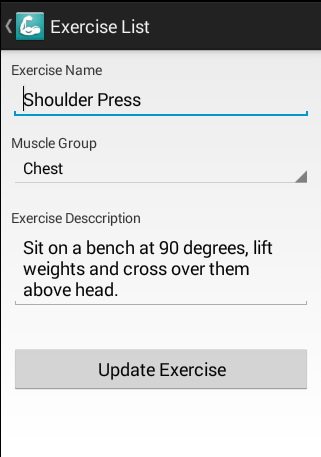 Exercise List
Exercise Name
Shoulder Press
Muscle Group
Chest
Exercise Desccription
Sit on a bench at 90 degrees, lift
weights and cross over them
above head.
Update Exercise